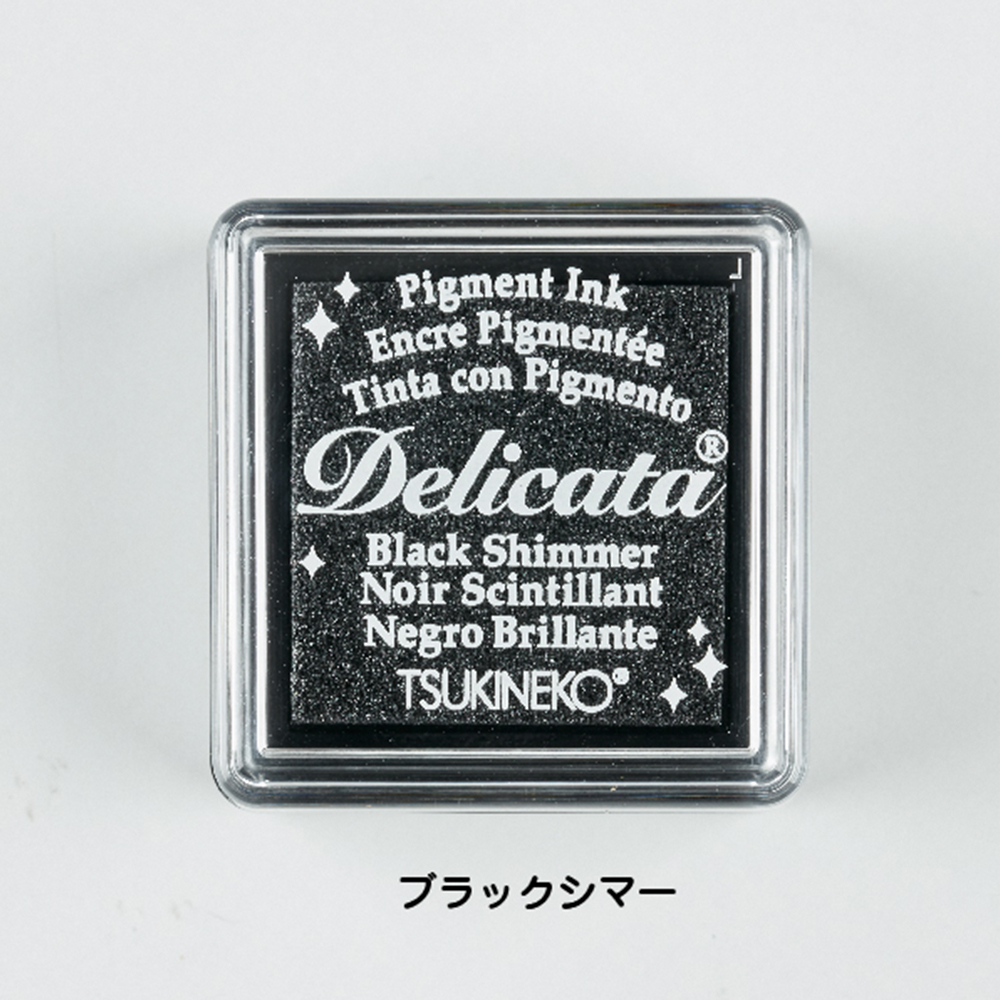 Pigment Ink
Encre Pigmentée
Tinta con Pigmento
Delicata®
Black Shimmer
Noir Scintillant
Negro Brillante
TSUKINEKO®
ブラックシマー